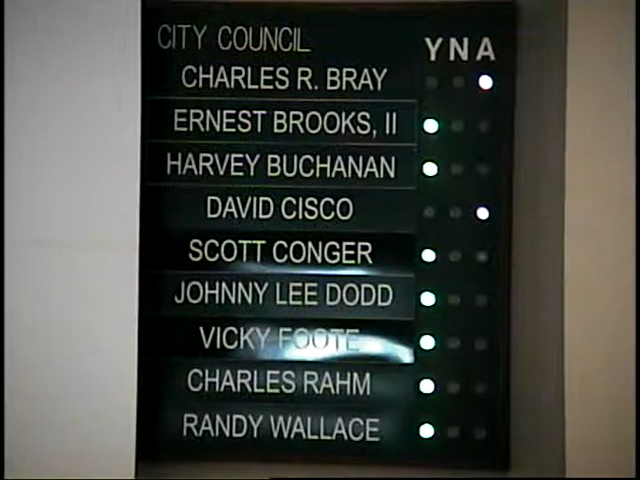 CITY COUNCIL
Y N A
CHARLES R. BRAY
ERNEST BROOKS, II
HARVEY BUCHANAN
DAVID CISCO
SCOTT CONGER
JOHNNY LEE DODD
VICKY FOOTE
CHARLES RAHM
RANDY WALLACE